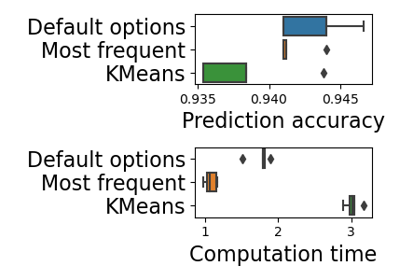 Default options
Most frequent
KMeans
0.935 0.940 0.945
Prediction accuracy
Default options
Most frequent
KMeans
1 2 3
Computation time